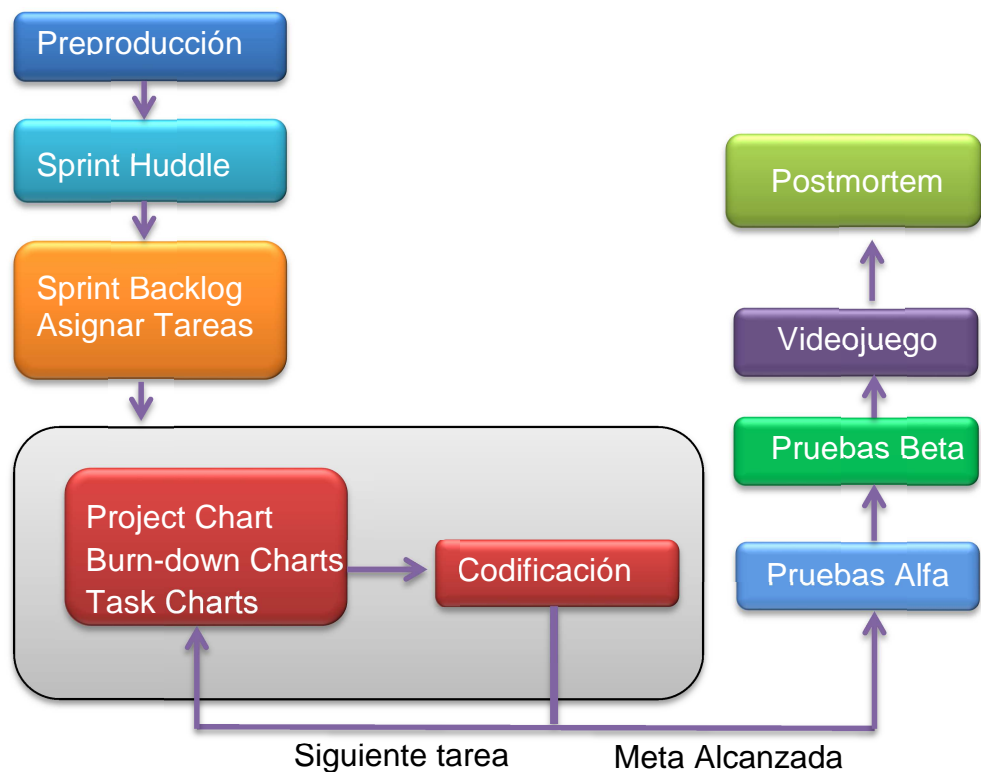 Preproducción
Sprint Huddle
Sprint Backlog
Asignar Tareas
Project Chart
Burn-down Charts
Task Charts
Codificación
Siguiente tarea
Meta Alcanzada
Pruebas Alfa
Pruebas Beta
Videojuego
Postmortem